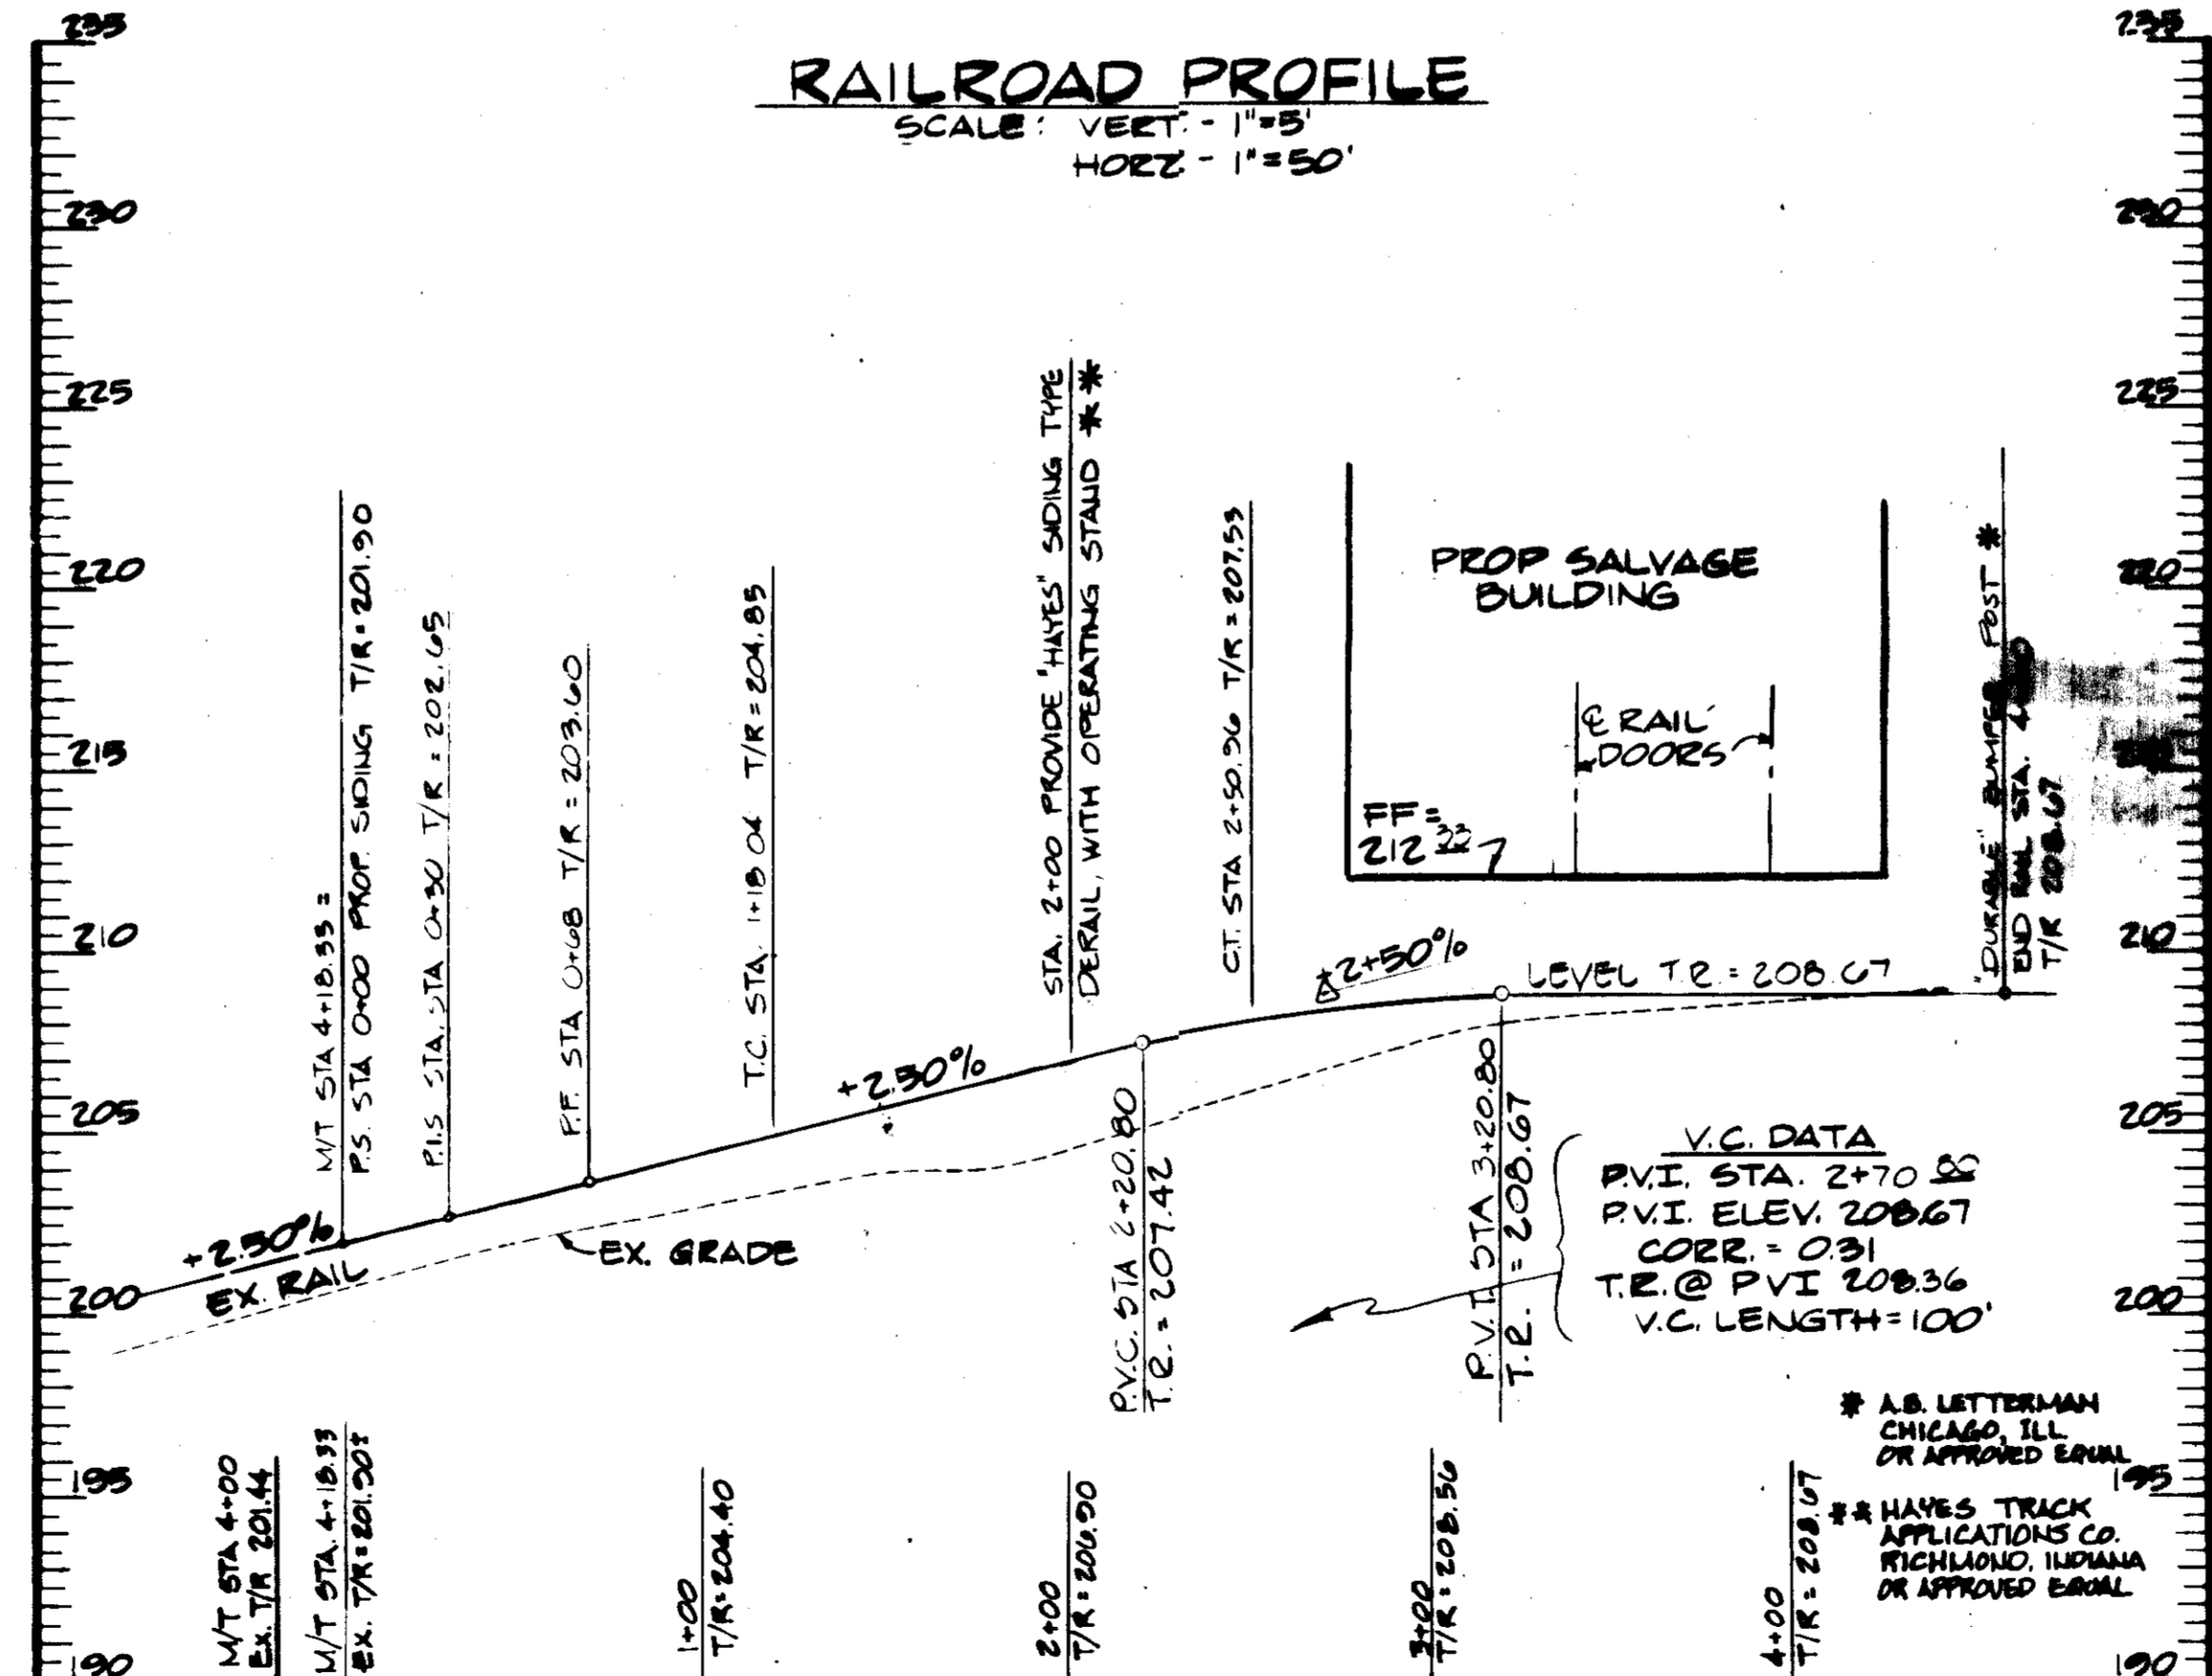 RAILROAD PROFILE
SCALE: VERT. - 1"=5'
HORZ. - 1"=50'
235
230
225
220
215
210
205
200
195
190
235
230
225
220
210
205
200
195
190
M/T STA 4+18.33 =
P.S. STA 0+00 PROP. SIDING T/R=201.90
P.I.S STA. STA 0+30 T/R = 202.65
F.F. STA 0+68 T/R = 203.60
T.C. STA. 1+18.04 T/R=204.85
STA. 2+00 PROVIDE "HAYES" SIDING TYPE
DERAIL, WITH OPERATING STAND **
C.T. STA 2+50.96 T/R = 207.53
PROP SALVAGE
BUILDING
℄ RAIL
DOORS
FF =
212.33
"DURABLE" BUMPER POST *
END RAIL STA.
T/R 208.67
+2.50%
EX. RAIL
EX. GRADE
+2.50%
Δ+2+50%
LEVEL T.R. = 208.67
P.V.C. STA 2+20.80
T.R. = 207.42
P.V.T. STA 3+20.80
T.R. = 208.67
V.C. DATA
P.V.I. STA. 2+70.80
P.V.I. ELEV. 208.67
CORR. = 0.31
T.R. @ PVI 208.36
V.C. LENGTH = 100'
* A.B. LETTERMAN
CHICAGO, ILL
OR APPROVED EQUAL
** HAYES TRACK
APPLICATIONS CO.
RICHMOND, INDIANA
OR APPROVED EQUAL
M/T STA 4+00
EX. T/R 201.44
M/T STA. 4+18.33
EX. T/R=201.90±
1+00
T/R=204.40
2+00
T/R=206.90
3+00
T/R=208.56
4+00
T/R = 208.67